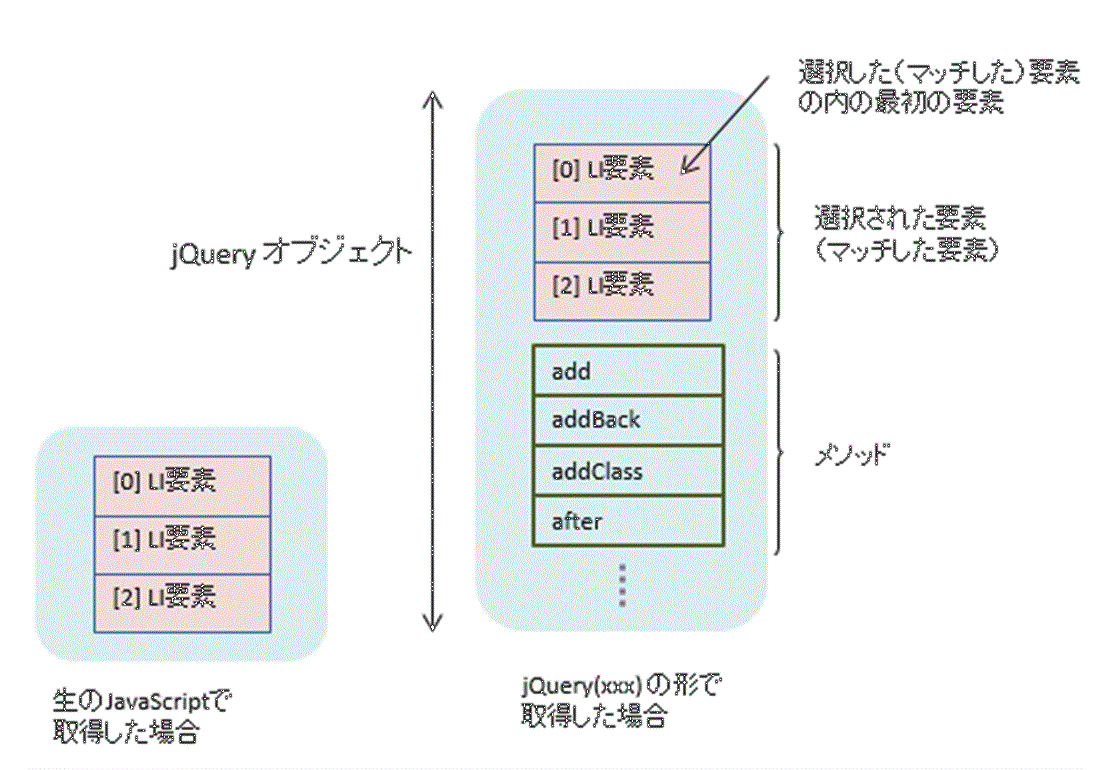 選択した(マッチした)要素
の内の最初の要素
[0] LI要素
[1] LI要素
[2] LI要素
選択された要素
(マッチした要素)
jQuery オブジェクト
add
addBack
addClass
after
メソッド
[0] LI要素
[1] LI要素
[2] LI要素
生のJavaScriptで
取得した場合
jQuery(xxx) の形で
取得した場合